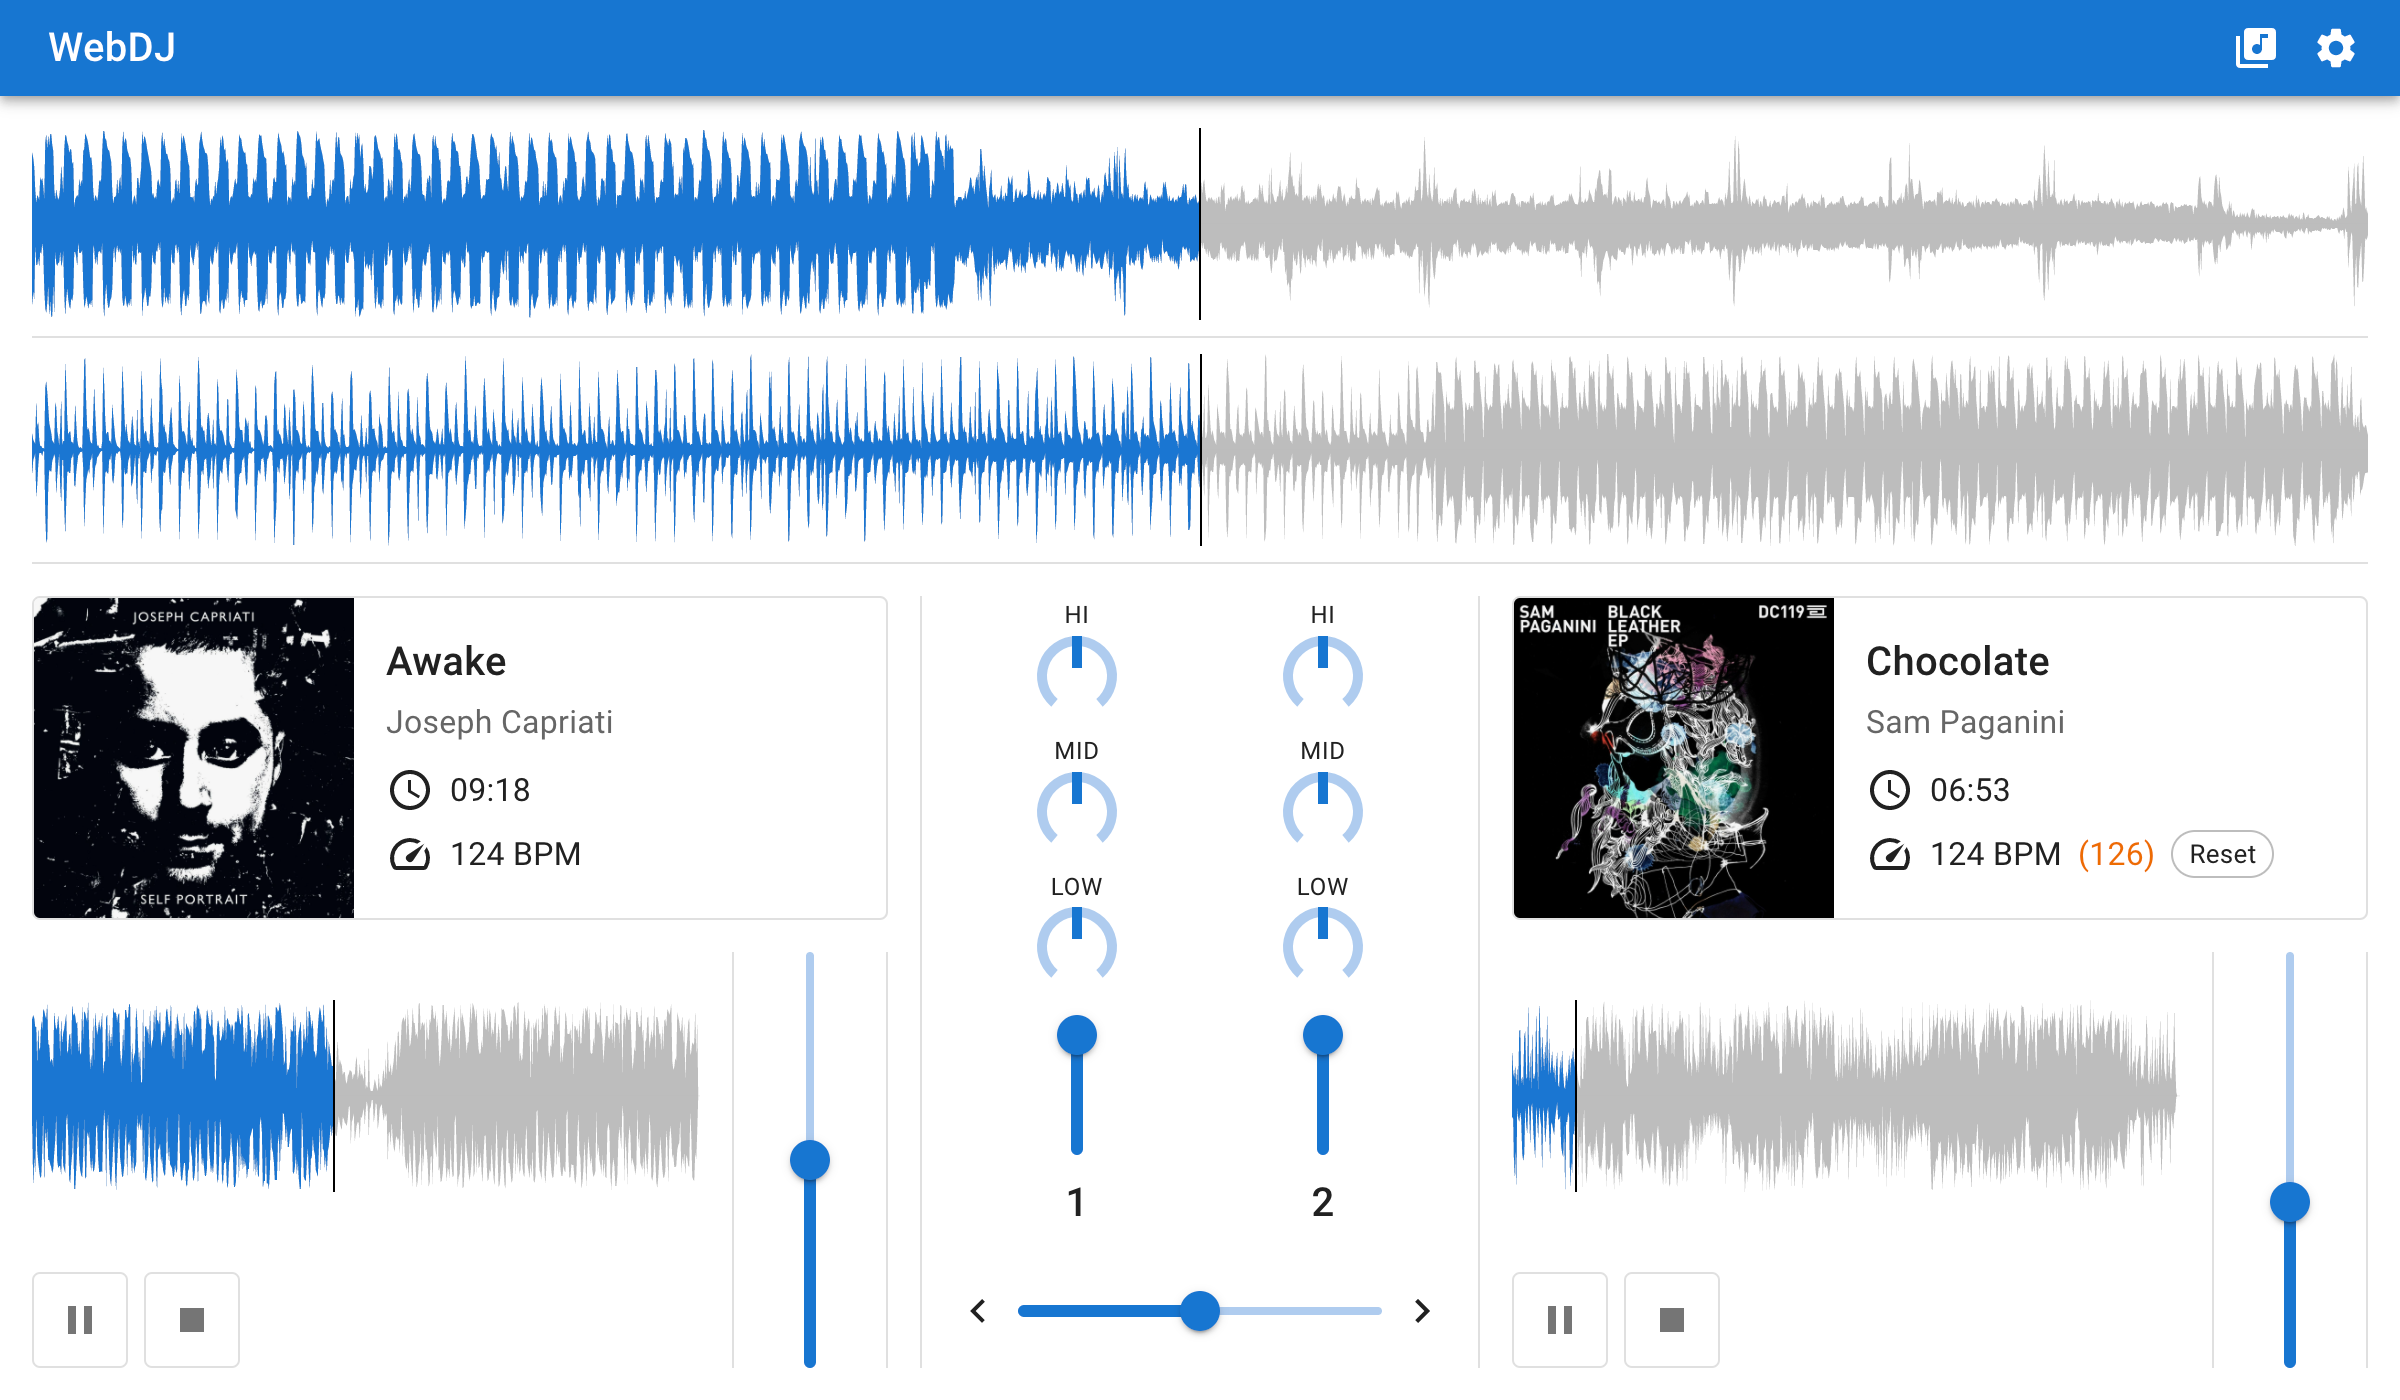 WebDJ
JOSEPH CAPRIATI
SELF PORTRAIT
Awake
Joseph Capriati
09:18
124 BPM
HI
HI
MID
MID
LOW
LOW
1
2
SAM
PAGANINI
BLACK
LEATHER
EP
DC119
Chocolate
Sam Paganini
06:53
124 BPM (126) Reset